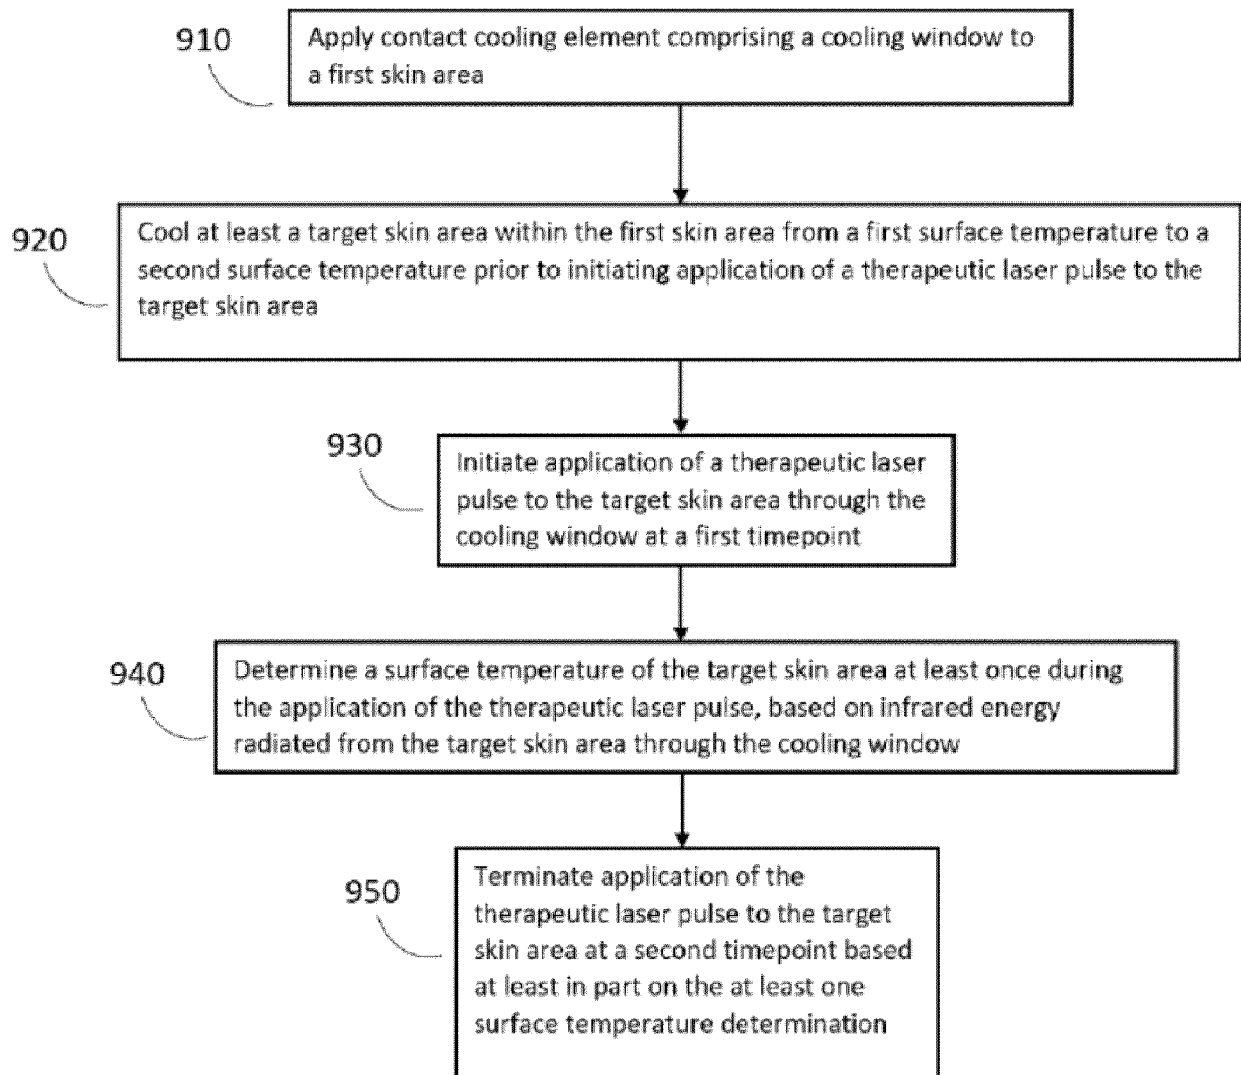 910
Apply contact cooling element comprising a cooling window to
a first skin area
920
Cool at least a target skin area within the first skin area from a first surface temperature to a
second surface temperature prior to initiating application of a therapeutic laser pulse to the
target skin area
930
Initiate application of a therapeutic laser
pulse to the target skin area through the
cooling window at a first timepoint
940
Determine a surface temperature of the target skin area at least once during
the application of the therapeutic laser pulse, based on infrared energy
radiated from the target skin area through the cooling window
950
Terminate application of the
therapeutic laser pulse to the target
skin area at a second timepoint based
at least in part on the at least one
surface temperature determination